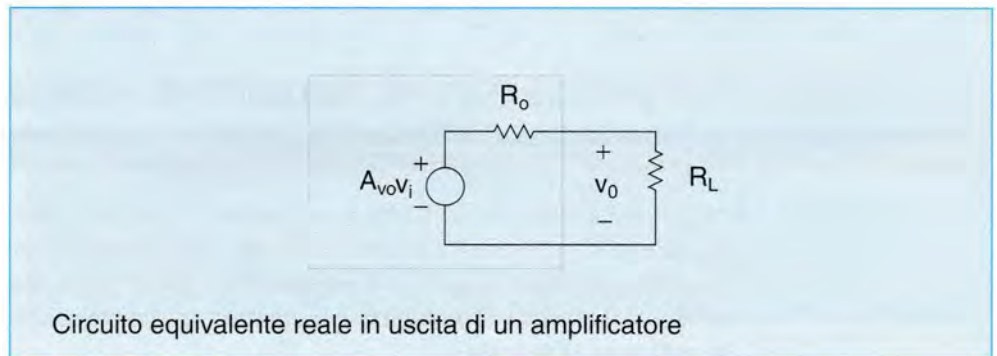 Rₒ
+
Aᵥₒvᵢ
−
+
v₀
−
R_L
Circuito equivalente reale in uscita di un amplificatore